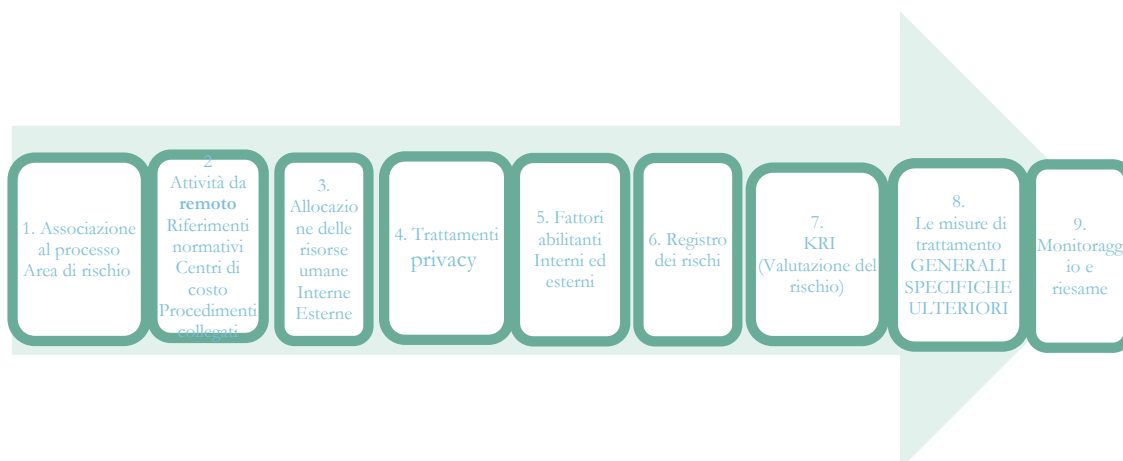 1. Associazione
al processo
Area di rischio
2
Attività da
remoto
Riferimenti
normativi
Centri di
costo
Procedimenti
collegati
3.
Allocazio
ne delle
risorse
umane
Interne
Esterne
4. Trattamenti
privacy
5. Fattori
abilitanti
Interni ed
esterni
6. Registro
dei rischi
7.
KRI
(Valutazione del
rischio)
8.
Le misure di
trattamento
GENERALI
SPECIFICHE
ULTERIORI
9.
Monitoragg
io e
riesame